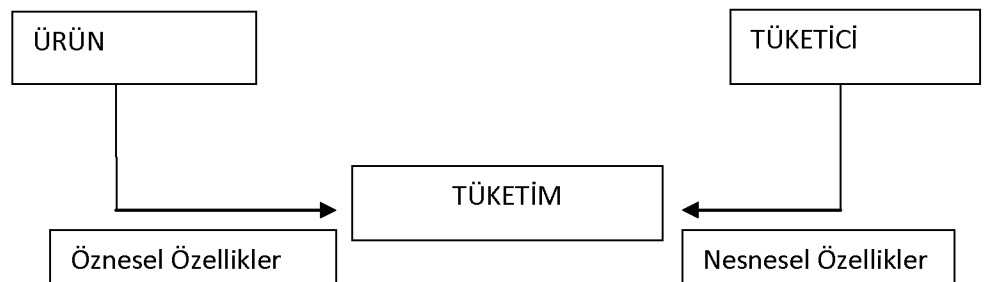 ÜRÜN
TÜKETİCİ
TÜKETİM
Öznesel Özellikler
Nesnesel Özellikler